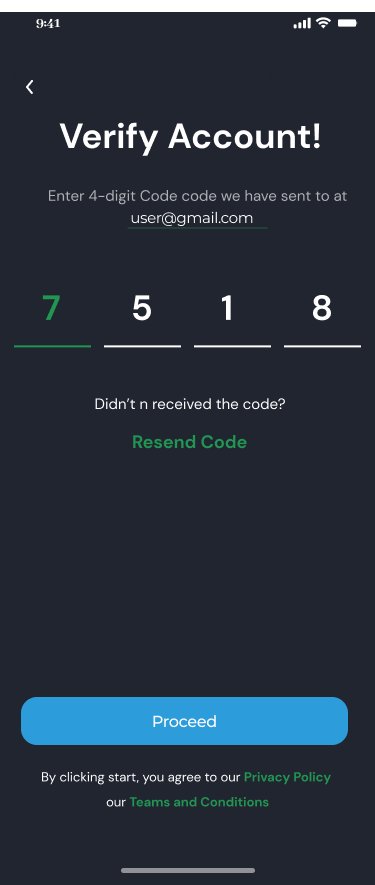 9:41
Verify Account!
Enter 4-digit Code code we have sent to at
user@gmail.com
7 5 1 8
Didn't n received the code?
Resend Code
Proceed
By clicking start, you agree to our Privacy Policy
our Teams and Conditions